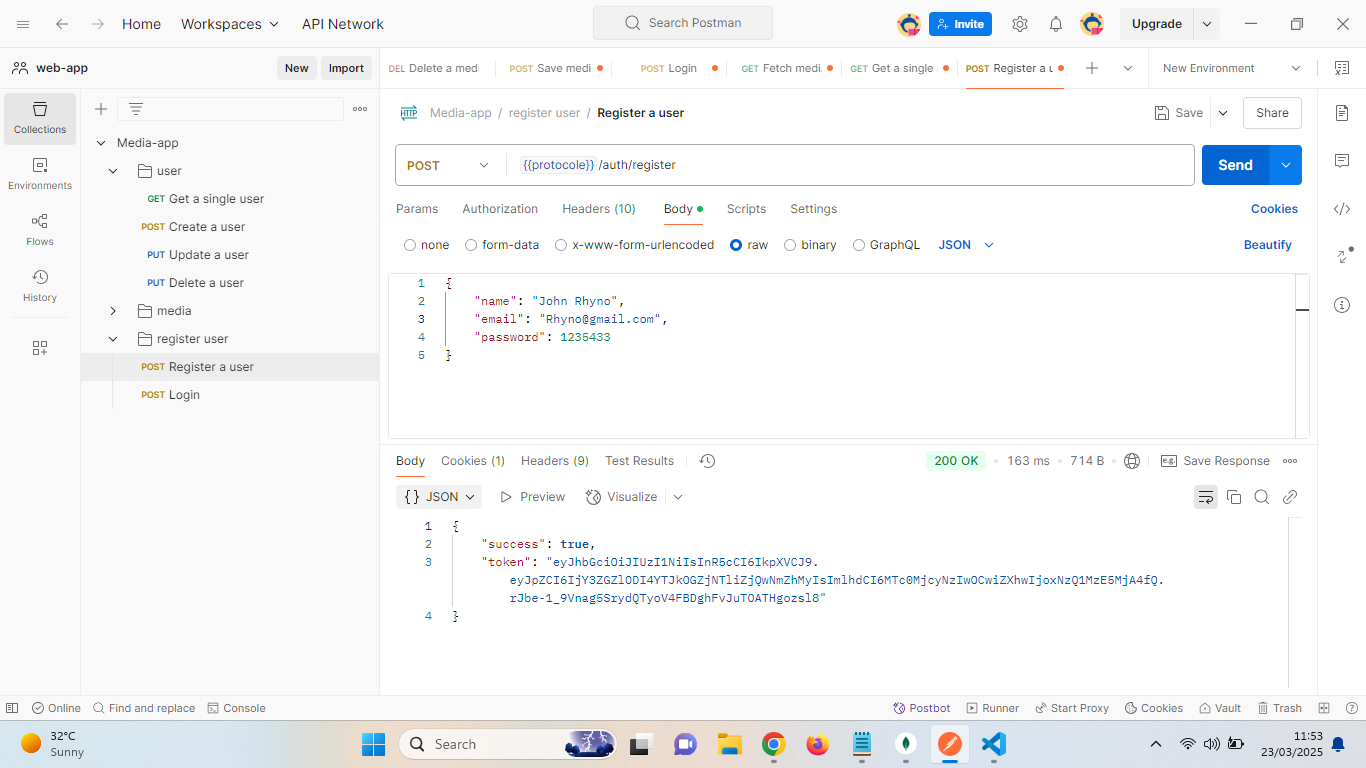 Home Workspaces API Network Search Postman Invite Upgrade
web-app New Import DEL Delete a medi POST Save medi POST Login GET Fetch medi GET Get a single POST Register a u New Environment
Collections
Environments
Flows
History
Media-app
user
GET Get a single user
POST Create a user
PUT Update a user
PUT Delete a user
media
register user
POST Register a user
POST Login
HTTP Media-app / register user / Register a user Save Share
POST {{protocole}} /auth/register Send
Params Authorization Headers (10) Body Scripts Settings Cookies
none form-data x-www-form-urlencoded raw binary GraphQL JSON Beautify
1 {
2 "name": "John Rhyno",
3 "email": "Rhyno@gmail.com",
4 "password": 1235433
5 }
Body Cookies (1) Headers (9) Test Results 200 OK 163 ms 714 B e.g. Save Response
{} JSON Preview Visualize
1 {
2 "success": true,
3 "token": "eyJhbGciOiJIUzI1NiIsInR5cCI6IkpXVCJ9.
eyJpZCI6IjY3ZGZlODI4YTJkOGZjNTliZjQwNmZhMyIsImlhdCI6MTc0MjcyNzIwOCwiZXhwIjoxNzQ1MzE5MjA4fQ.
rJbe-1_9Vnag5SrydQTyoV4FBDghFvJuTOATHgozsl8"
4 }
Online Find and replace Console Postbot Runner Start Proxy Cookies Vault Trash
32°C
Sunny
Search
11:53
23/03/2025